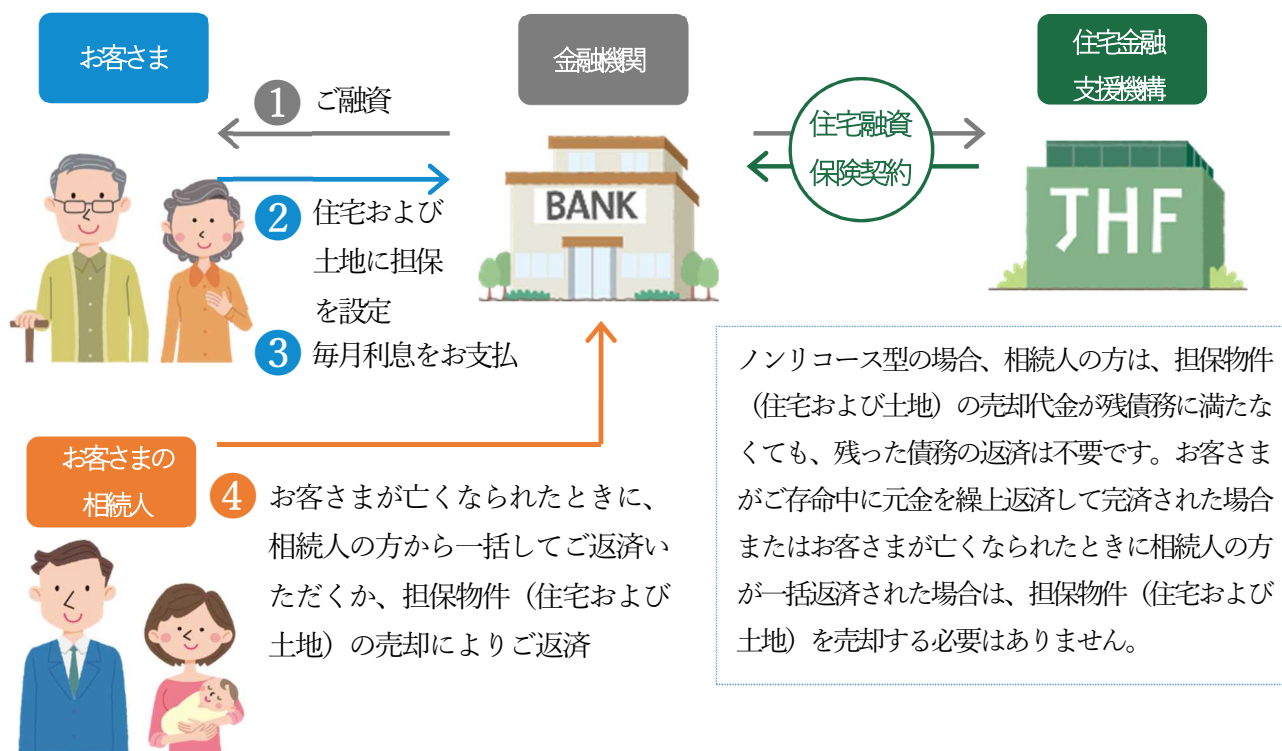 お客さま
金融機関
住宅金融
支援機構
❶ ご融資
住宅融資
保険契約
BANK
JHF
❷ 住宅および
土地に担保
を設定
❸ 毎月利息をお支払
お客さまの
相続人
❹ お客さまが亡くなられたときに、
相続人の方から一括してご返済い
ただくか、担保物件（住宅および
土地）の売却によりご返済
ノンリコース型の場合、相続人の方は、担保物件
（住宅および土地）の売却代金が残債務に満たな
くても、残った債務の返済は不要です。お客さま
がご存命中に元金を繰上返済して完済された場合
またはお客さまが亡くなられたときに相続人の方
が一括返済された場合は、担保物件（住宅および
土地）を売却する必要はありません。